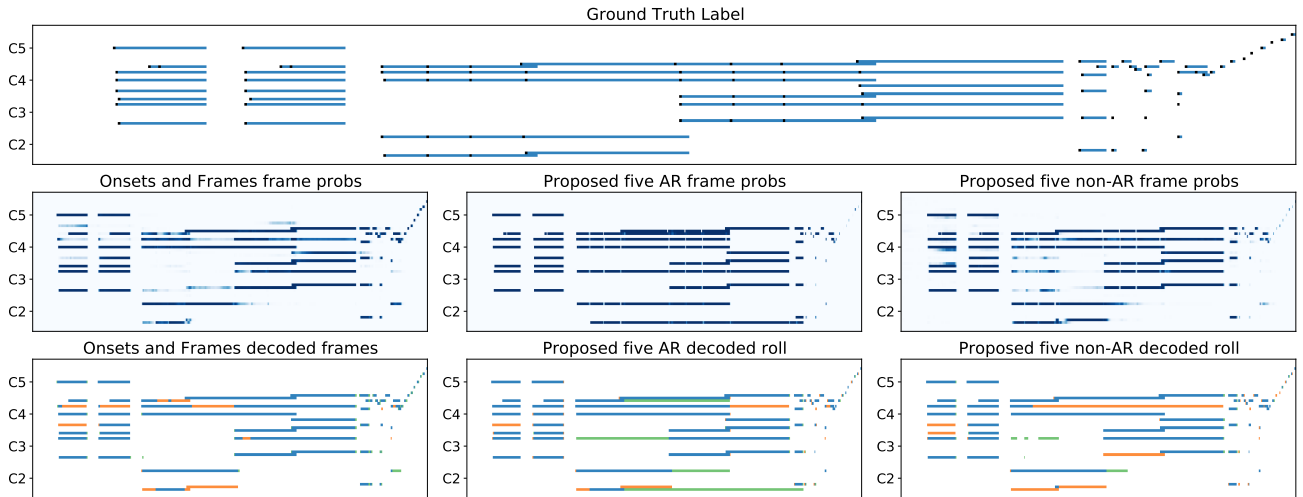 Ground Truth Label
C5
C4
C3
C2
Onsets and Frames frame probs
Proposed five AR frame probs
Proposed five non-AR frame probs
C5
C4
C3
C2
C5
C4
C3
C2
C5
C4
C3
C2
Onsets and Frames decoded frames
Proposed five AR decoded roll
Proposed five non-AR decoded roll
C5
C4
C3
C2
C5
C4
C3
C2
C5
C4
C3
C2